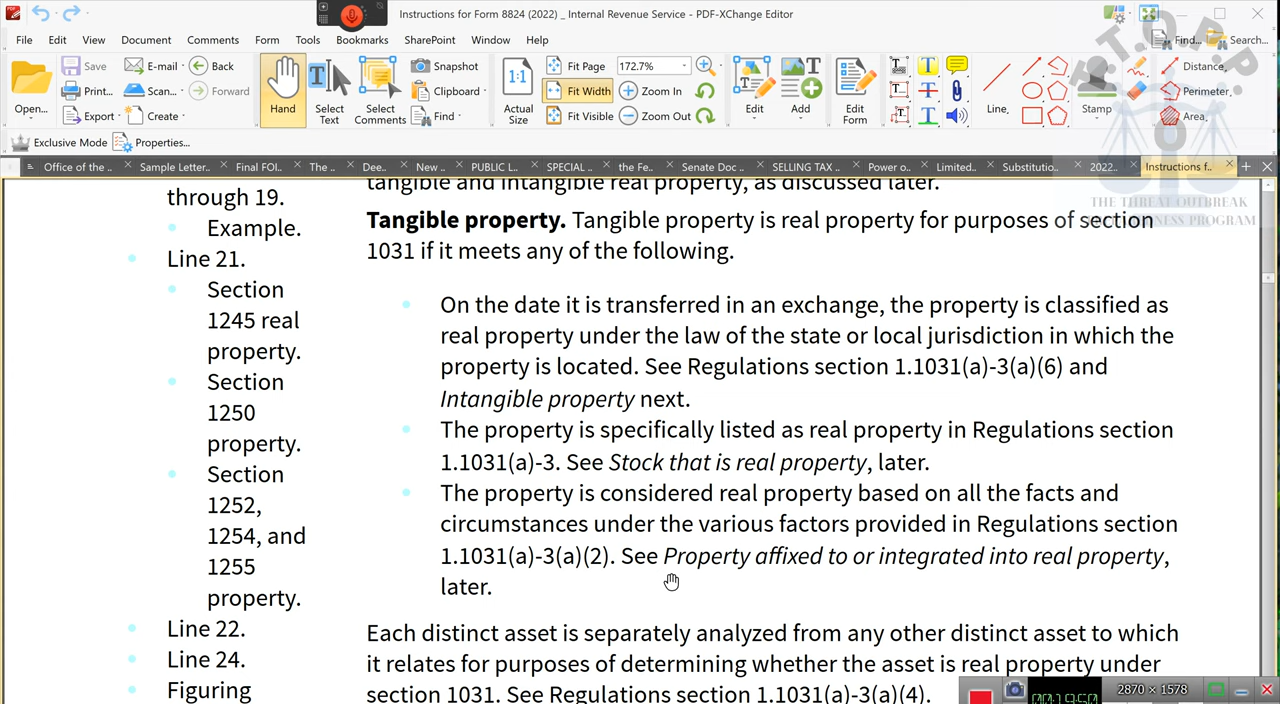 Instructions for Form 8824 (2022) _ Internal Revenue Service - PDF-XChange Editor
File Edit View Document Comments Form Tools Bookmarks SharePoint Window Help
Find... Search...
Open...
Save
Print...
Export
E-mail
Scan...
Create
Back
Forward
Hand
Select Text
Select Comments
Snapshot
Clipboard
Find
1:1
Actual Size
Fit Page
Fit Width
Fit Visible
172.7%
Zoom In
Zoom Out
Edit
Add
Edit Form
Line,
Stamp
Distance,
Perimeter,
Area,
T.O.P.P.
Exclusive Mode Properties...
Office of the .. Sample Letter.. Final FOI.. The .. Dee.. New .. PUBLIC L.. SPECIAL .. the Fe.. Senate Doc .. SELLING TAX .. Power o.. Limited.. Substitutio.. 2022.. Instructions f..
THE THREAT OUTBREAK
PROGRAM
through 19.
Example.
Line 21.
Section
1245 real
property.
Section
1250
property.
Section
1252,
1254, and
1255
property.
Line 22.
Line 24.
Figuring
tangible and intangible real property, as discussed later.
Tangible property. Tangible property is real property for purposes of section
1031 if it meets any of the following.
On the date it is transferred in an exchange, the property is classified as
real property under the law of the state or local jurisdiction in which the
property is located. See Regulations section 1.1031(a)-3(a)(6) and
Intangible property next.
The property is specifically listed as real property in Regulations section
1.1031(a)-3. See Stock that is real property, later.
The property is considered real property based on all the facts and
circumstances under the various factors provided in Regulations section
1.1031(a)-3(a)(2). See Property affixed to or integrated into real property,
later.
Each distinct asset is separately analyzed from any other distinct asset to which
it relates for purposes of determining whether the asset is real property under
section 1031. See Regulations section 1.1031(a)-3(a)(4).
2870 × 1578